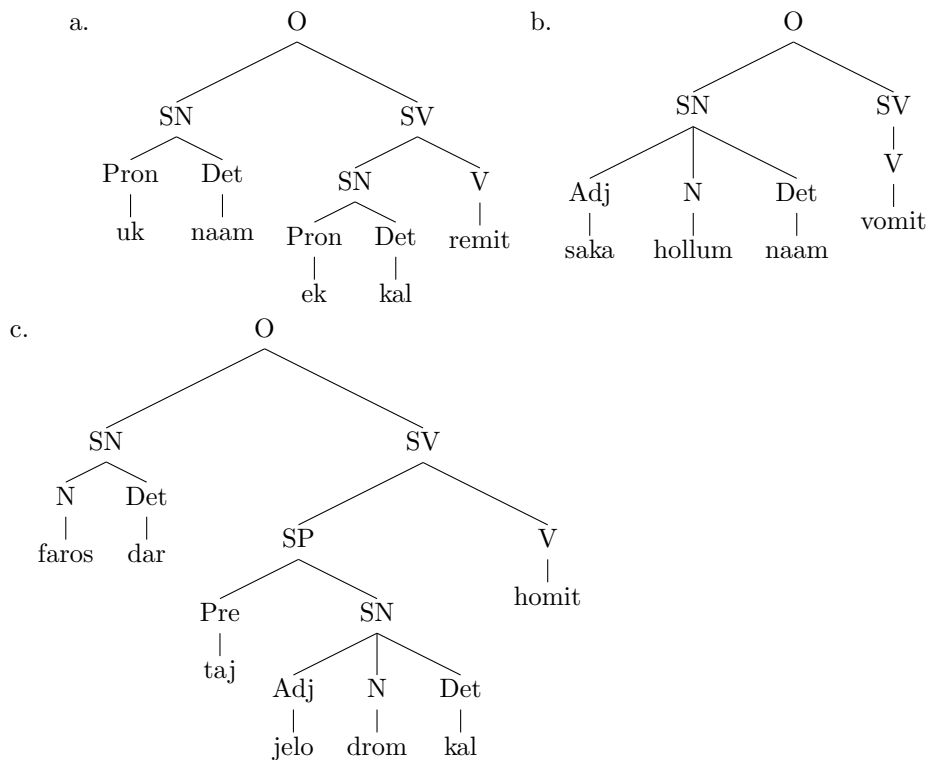 a. O b. O
SN SV SN SV
Pron Det SN V Adj N Det V
uk naam Pron Det remit saka hollum naam vomit
ek kal
c. O
SN SV
N Det SP V
faros dar Pre SN homit
taj Adj N Det
jelo drom kal